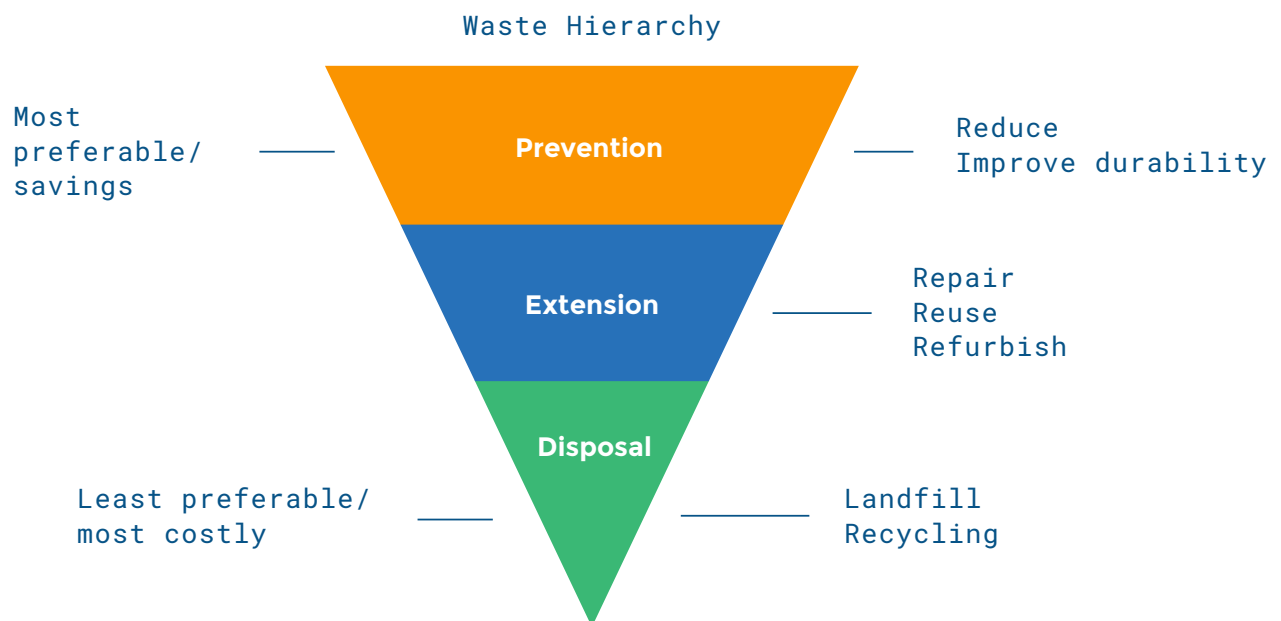 Waste Hierarchy
Most
preferable/
savings
Prevention
Reduce
Improve durability
Extension
Repair
Reuse
Refurbish
Disposal
Least preferable/
most costly
Landfill
Recycling